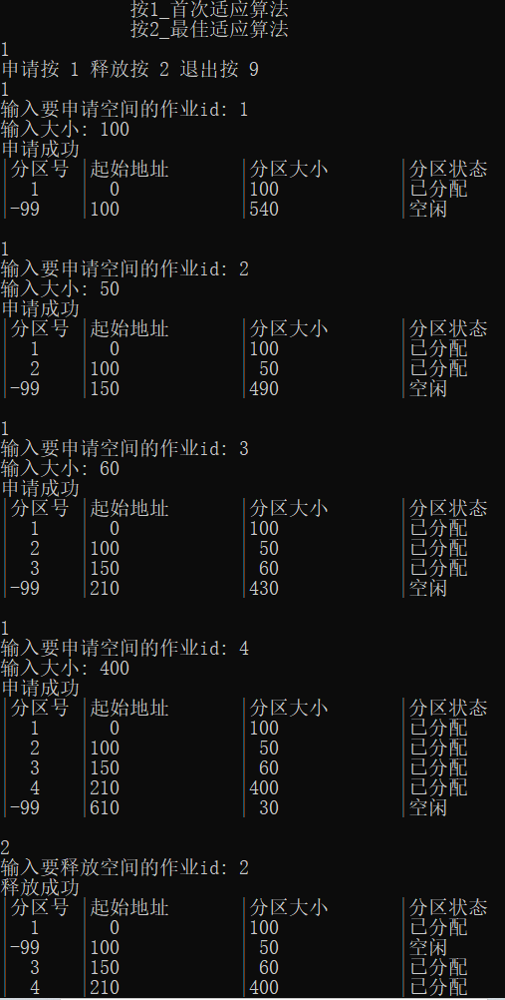 按1_首次适应算法
按2_最佳适应算法
1
申请按 1 释放按 2 退出按 9
1
输入要申请空间的作业id: 1
输入大小: 100
申请成功
分区号 起始地址 分区大小 分区状态
1 0 100 已分配
-99 100 540 空闲
1
输入要申请空间的作业id: 2
输入大小: 50
申请成功
分区号 起始地址 分区大小 分区状态
1 0 100 已分配
2 100 50 已分配
-99 150 490 空闲
1
输入要申请空间的作业id: 3
输入大小: 60
申请成功
分区号 起始地址 分区大小 分区状态
1 0 100 已分配
2 100 50 已分配
3 150 60 已分配
-99 210 430 空闲
1
输入要申请空间的作业id: 4
输入大小: 400
申请成功
分区号 起始地址 分区大小 分区状态
1 0 100 已分配
2 100 50 已分配
3 150 60 已分配
4 210 400 已分配
-99 610 30 空闲
2
输入要释放空间的作业id: 2
释放成功
分区号 起始地址 分区大小 分区状态
1 0 100 已分配
-99 100 50 空闲
3 150 60 已分配
4 210 400 已分配